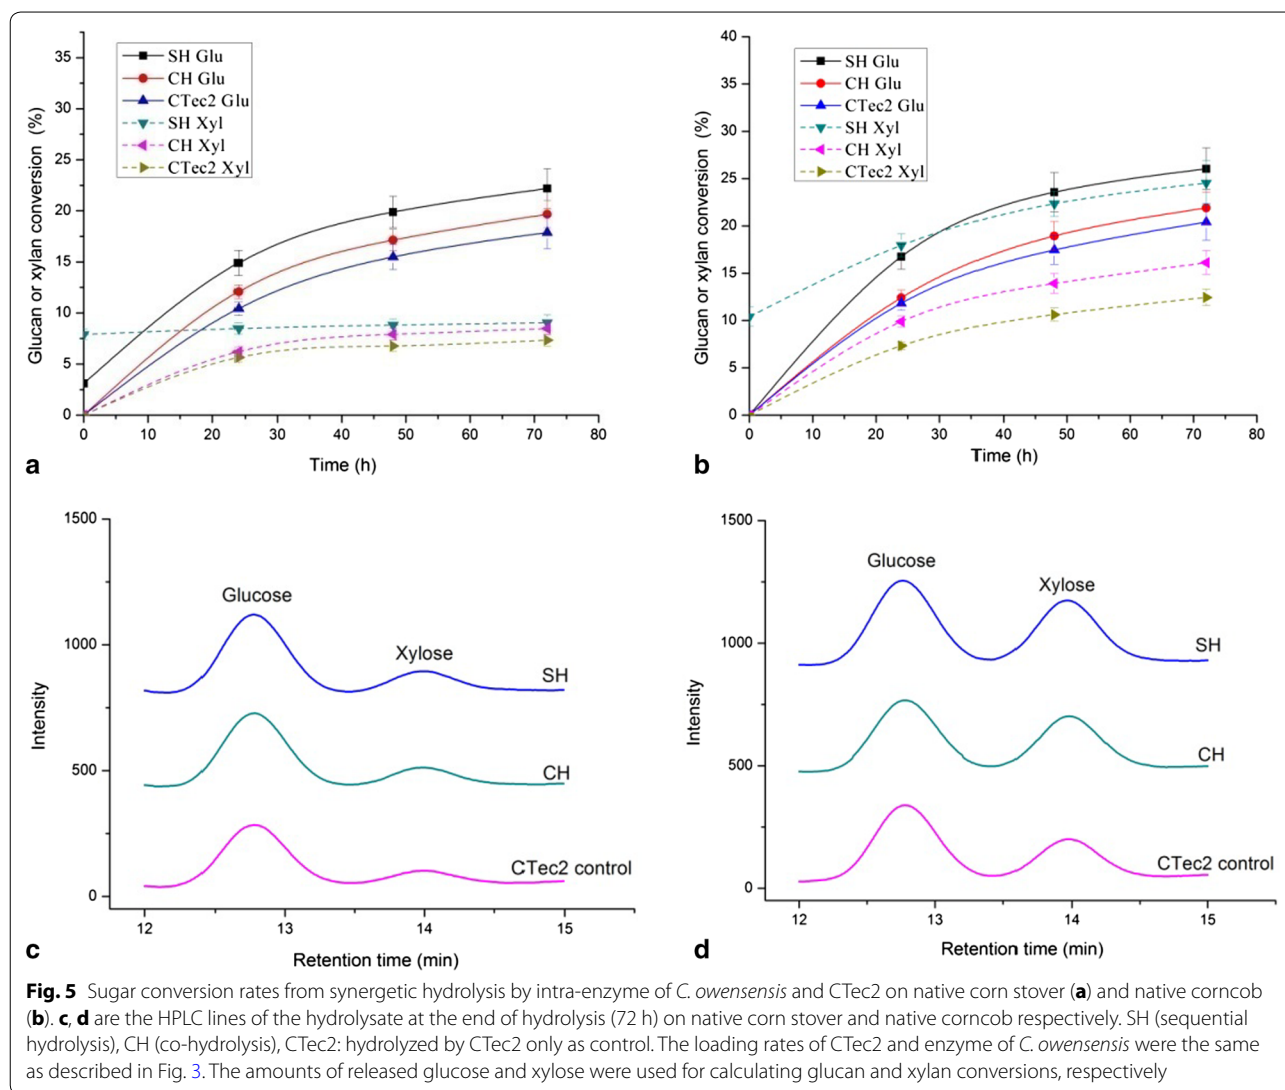 35
30
25
20
15
10
5
0
Glucan or xylan conversion (%)
SH Glu
CH Glu
CTec2 Glu
SH Xyl
CH Xyl
CTec2 Xyl
0 10 20 30 40 50 60 70 80
Time (h)
a
40
35
30
25
20
15
10
5
0
Glucan or xylan conversion (%)
SH Glu
CH Glu
CTec2 Glu
SH Xyl
CH Xyl
CTec2 Xyl
0 10 20 30 40 50 60 70 80
Time (h)
b
1500
1000
500
0
Intensity
Glucose
Xylose
SH
CH
CTec2 control
12 13 14 15
Retention time (min)
c
1500
1000
500
0
Intensity
Glucose
Xylose
SH
CH
CTec2 control
12 13 14 15
Retention time (min)
d
Fig. 5 Sugar conversion rates from synergetic hydrolysis by intra-enzyme of C. owensensis and CTec2 on native corn stover (a) and native corncob
(b). c, d are the HPLC lines of the hydrolysate at the end of hydrolysis (72 h) on native corn stover and native corncob respectively. SH (sequential
hydrolysis), CH (co-hydrolysis), CTec2: hydrolyzed by CTec2 only as control. The loading rates of CTec2 and enzyme of C. owensensis were the same
as described in Fig. 3. The amounts of released glucose and xylose were used for calculating glucan and xylan conversions, respectively